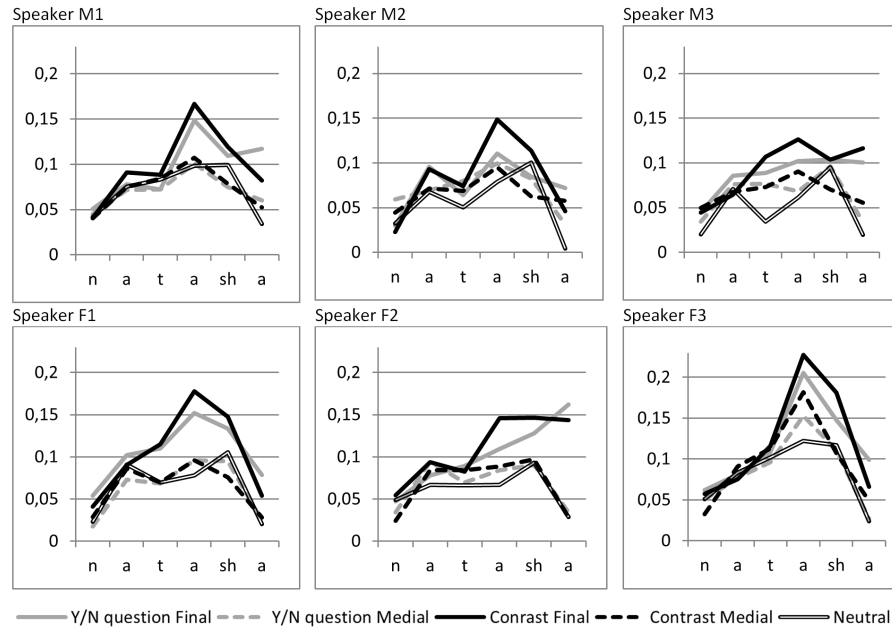 Speaker M1 Speaker M2 Speaker M3
0,2 0,2 0,2
0,15 0,15 0,15
0,1 0,1 0,1
0,05 0,05 0,05
0 0 0
n a t a sh a n a t a sh a n a t a sh a
Speaker F1 Speaker F2 Speaker F3
0,2 0,2 0,2
0,15 0,15 0,15
0,1 0,1 0,1
0,05 0,05 0,05
0 0 0
n a t a sh a n a t a sh a n a t a sh a
Y/N question Final Y/N question Medial Conrast Final Contrast Medial Neutral